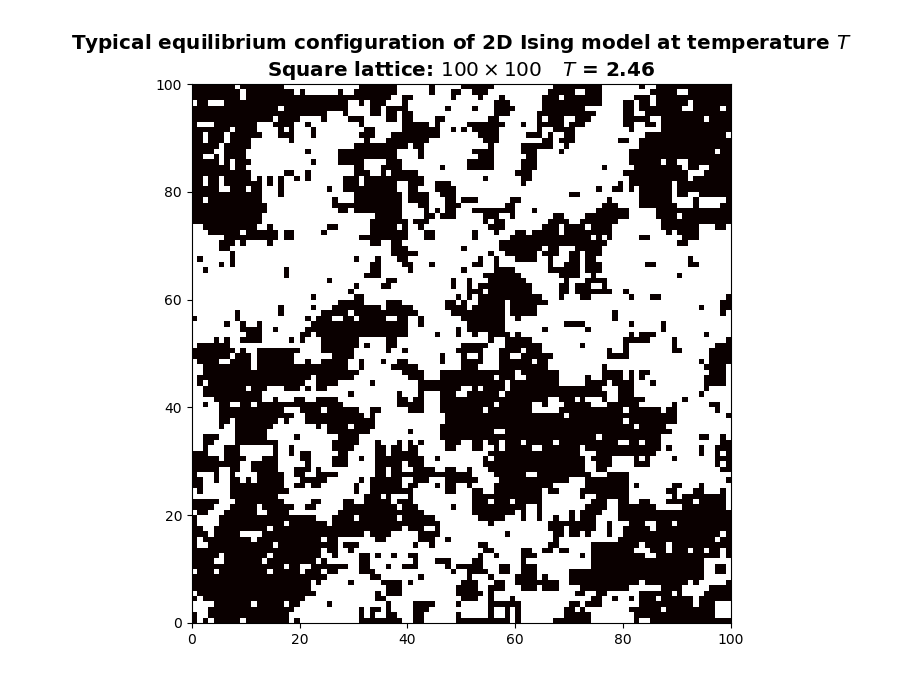 Typical equilibrium configuration of 2D Ising model at temperature T
Square lattice: 100 × 100 T = 2.46
100
80
60
40
20
0
0 20 40 60 80 100